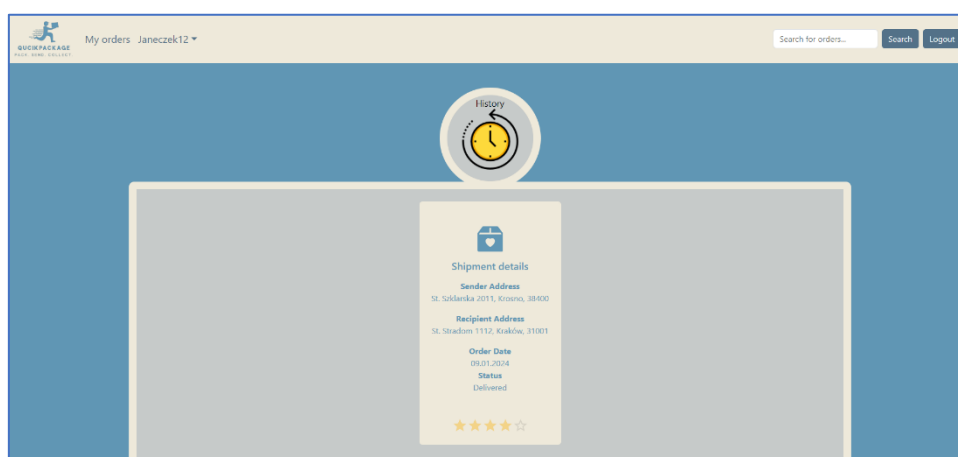 QUCIKPACKAGE
My orders Janeczek12
Search for orders...
Search
Logout
History
Shipment details
Sender Address
St. Szklarska 2011, Krosno, 38400
Recipient Address
St. Stradom 1112, Kraków, 31001
Order Date
09.01.2024
Status
Delivered